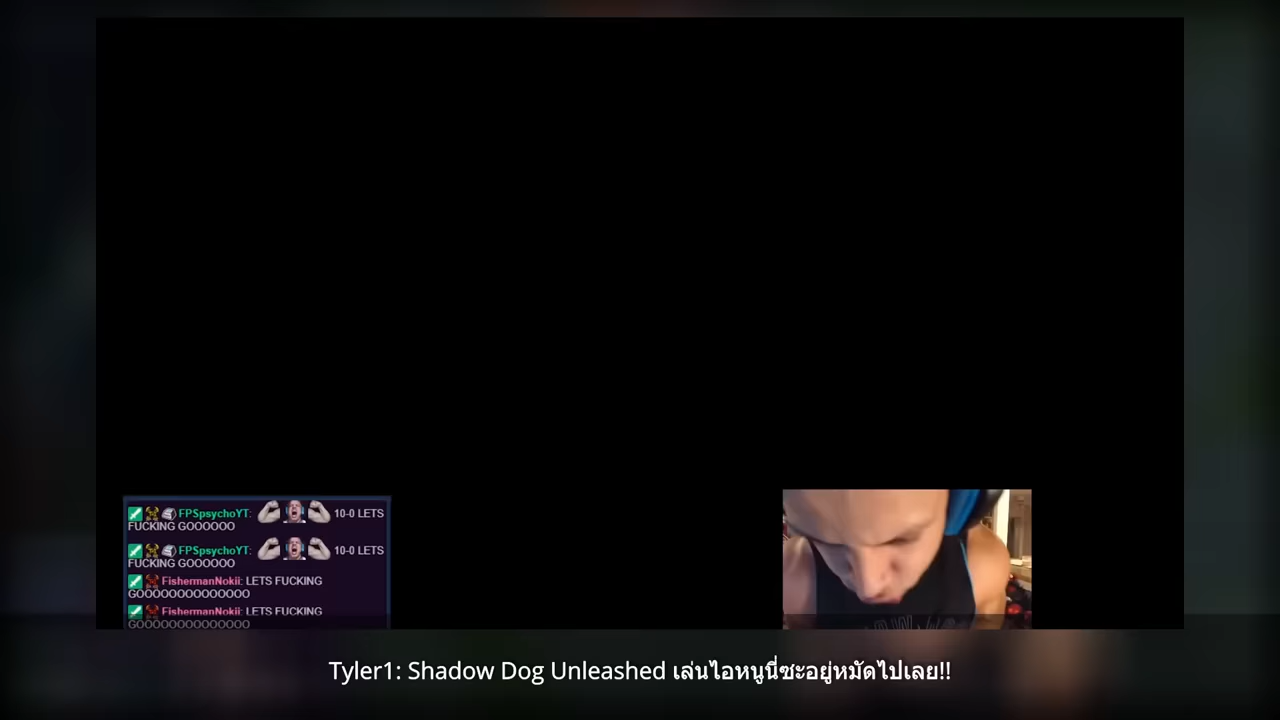 FPSpsychoYT: 10-0 LETS
FUCKING GOOOOOO
FPSpsychoYT: 10-0 LETS
FUCKING GOOOOOO
FishermanNokii: LETS FUCKING
GOOOOOOOOOOOOOO
FishermanNokii: LETS FUCKING
GOOOOOOOOOOOOOO
Tyler1: Shadow Dog Unleashed เล่นไอหนูนี่ซะอยู่หมัดไปเลย!!